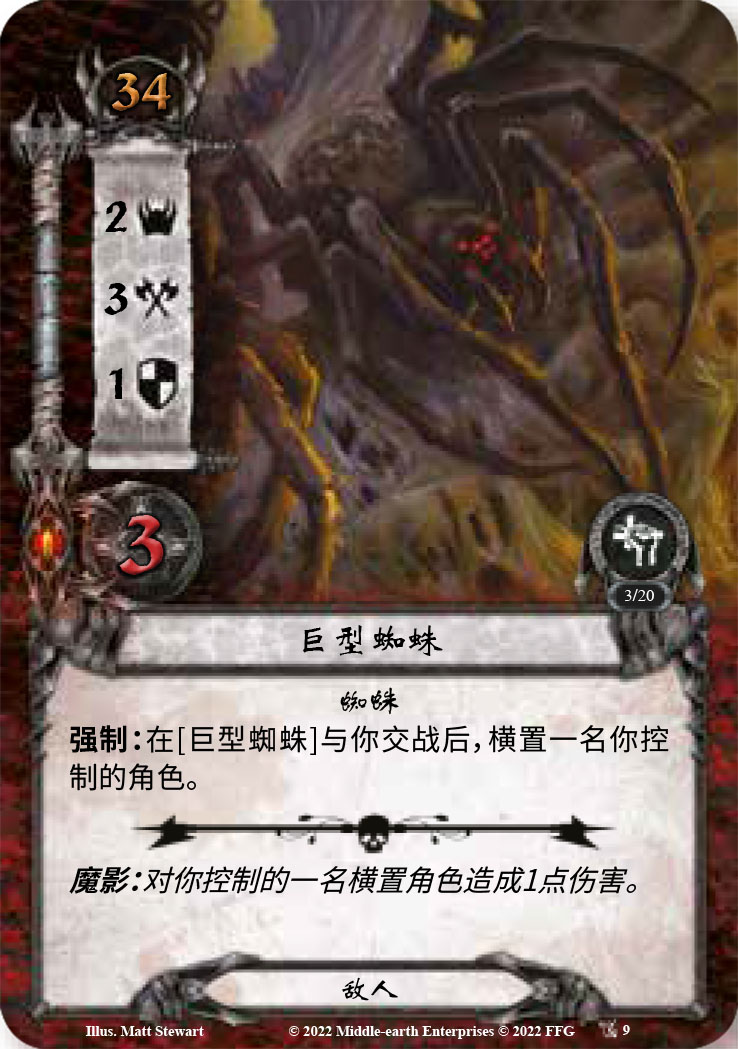 34
2
3
1
3
3/20
巨型蜘蛛
蜘蛛
强制：在[巨型蜘蛛]与你交战后，横置一名你控
制的角色。
魔影：对你控制的一名横置角色造成1点伤害。
敌人
Illus. Matt Stewart © 2022 Middle-earth Enterprises © 2022 FFG 9